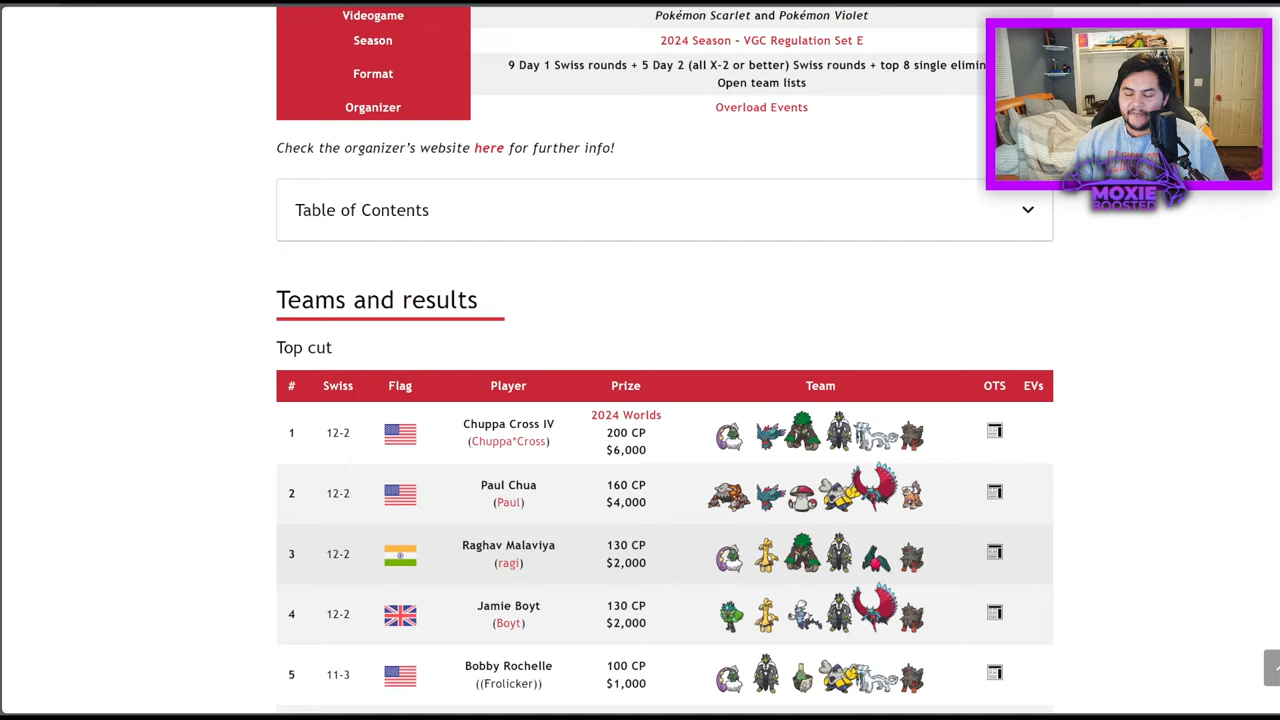 Videogame Pokémon Scarlet and Pokémon Violet
Season 2024 Season - VGC Regulation Set E
Format 9 Day 1 Swiss rounds + 5 Day 2 (all X-2 or better) Swiss rounds + top 8 single elimin
Open team lists
Organizer Overload Events
Check the organizer's website here for further info!
Table of Contents
MOXIE
BOOSTED
Teams and results
Top cut
# Swiss Flag Player Prize Team OTS EVs
1 12-2 Chuppa Cross IV (Chuppa*Cross) 2024 Worlds 200 CP $6,000
2 12-2 Paul Chua (Paul) 160 CP $4,000
3 12-2 Raghav Malaviya (ragi) 130 CP $2,000
4 12-2 Jamie Boyt (Boyt) 130 CP $2,000
5 11-3 Bobby Rochelle ((Frolicker)) 100 CP $1,000